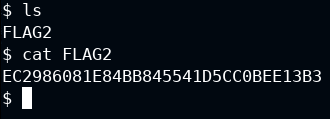 $ ls
FLAG2
$ cat FLAG2
EC2986081E84BB845541D5CC0BEE13B3
$